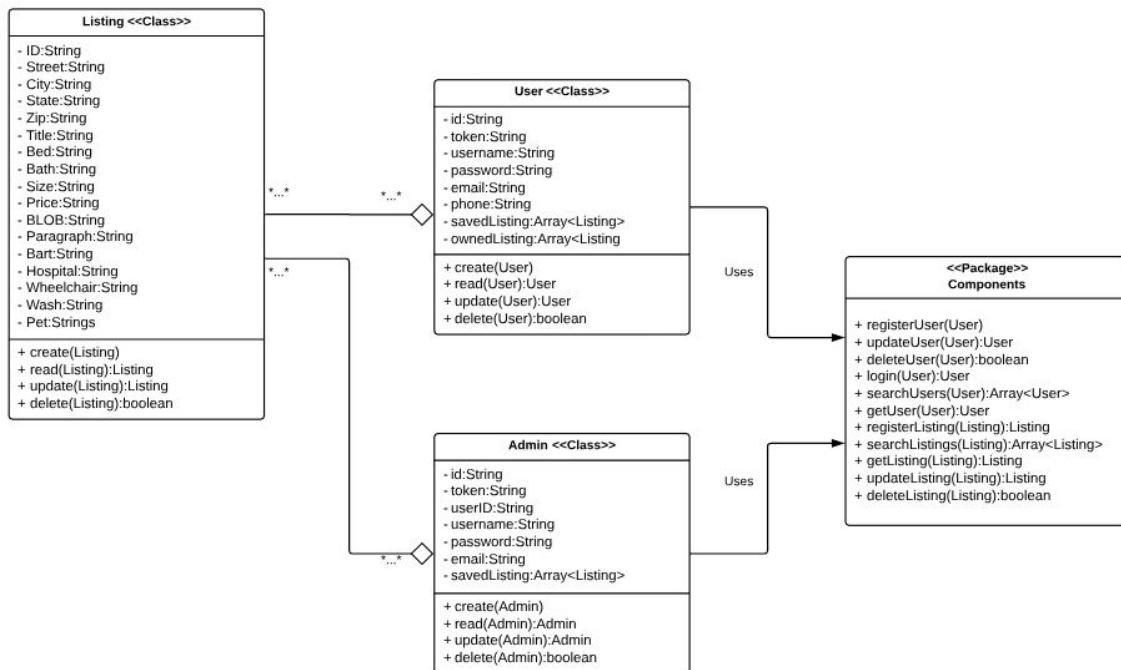 Listing <<Class>>
- ID:String
- Street:String
- City:String
- State:String
- Zip:String
- Title:String
- Bed:String
- Bath:String
- Size:String
- Price:String
- BLOB:String
- Paragraph:String
- Bart:String
- Hospital:String
- Wheelchair:String
- Wash:String
- Pet:Strings
+ create(Listing)
+ read(Listing):Listing
+ update(Listing):Listing
+ delete(Listing):boolean
*...*
*...*
*...*
*...*
User <<Class>>
- id:String
- token:String
- username:String
- password:String
- email:String
- phone:String
- savedListing:Array<Listing>
- ownedListing:Array<Listing
+ create(User)
+ read(User):User
+ update(User):User
+ delete(User):boolean
Admin <<Class>>
- id:String
- token:String
- userID:String
- username:String
- password:String
- email:String
- savedListing:Array<Listing>
+ create(Admin)
+ read(Admin):Admin
+ update(Admin):Admin
+ delete(Admin):boolean
Uses
Uses
<<Package>>
Components
+ registerUser(User)
+ updateUser(User):User
+ deleteUser(User):boolean
+ login(User):User
+ searchUsers(User):Array<User>
+ getUser(User):User
+ registerListing(Listing):Listing
+ searchListings(Listing):Array<Listing>
+ getListing(Listing):Listing
+ updateListing(Listing):Listing
+ deleteListing(Listing):boolean